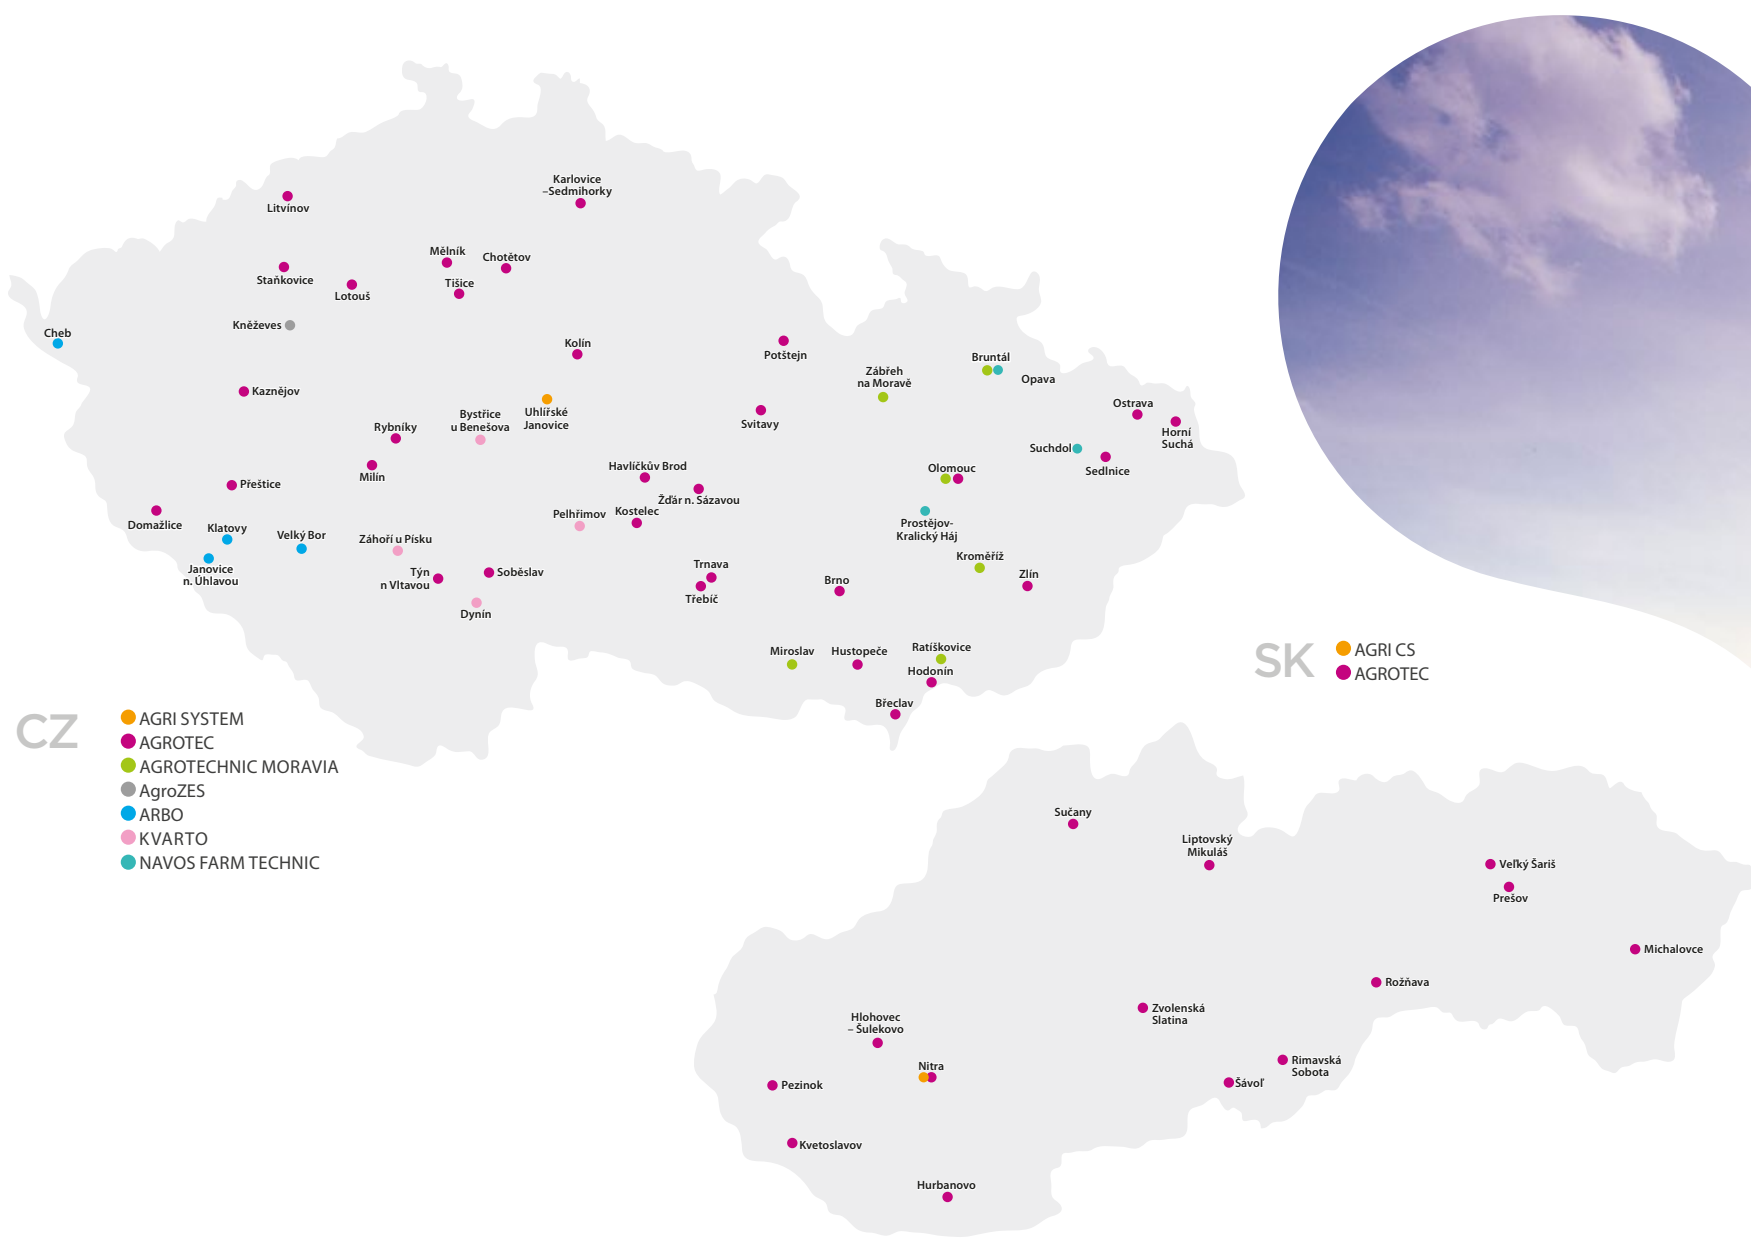 Karlovice
–Sedmihorky
Litvínov
Mělník
Chotětov
Staňkovice
Tišice
Lotouš
Kněževes
Cheb
Kolín
Potštejn
Bruntál
Zábřeh
na Moravě
Opava
Kaznějov
Ostrava
Bystřice
u Benešova
Uhlířské
Janovice
Svitavy
Rybníky
Horní
Suchá
Suchdol
Sedlnice
Milín
Havlíčkův Brod
Olomouc
Přeštice
Žďár n. Sázavou
Domažlice
Pelhřimov
Kostelec
Prostějov-
Kralický Háj
Klatovy
Velký Bor
Záhoří u Písku
Kroměříž
Janovice
n. Úhlavou
Týn
n Vltavou
Soběslav
Trnava
Třebíč
Brno
Zlín
Dynín
Miroslav
Hustopeče
Ratíškovice
Hodonín
Břeclav
SK
AGRI CS
AGROTEC
CZ
AGRI SYSTEM
AGROTEC
AGROTECHNIC MORAVIA
AgroZES
ARBO
KVARTO
NAVOS FARM TECHNIC
Sučany
Liptovský
Mikuláš
Veľký Šariš
Prešov
Michalovce
Rožňava
Zvolenská
Slatina
Hlohovec
– Šulekovo
Nitra
Rimavská
Sobota
Šávoľ
Pezinok
Kvetoslavov
Hurbanovo